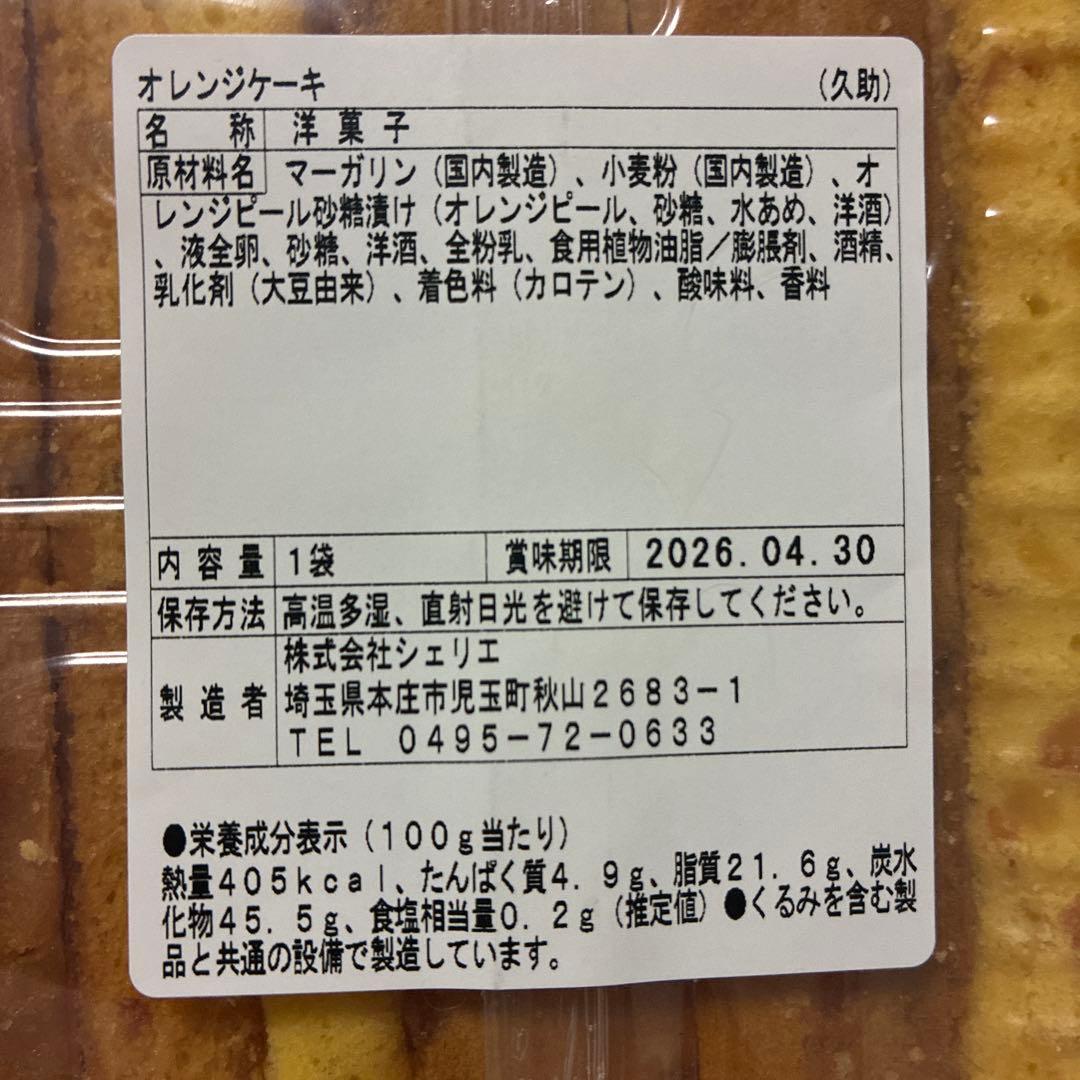 オレンジケーキ （久助）
名称 洋菓子
原材料名 マーガリン（国内製造）、小麦粉（国内製造）、オ
レンジピール砂糖漬け（オレンジピール、砂糖、水あめ、洋酒）
、液全卵、砂糖、洋酒、全粉乳、食用植物油脂／膨脹剤、酒精、
乳化剤（大豆由来）、着色料（カロテン）、酸味料、香料
内容量 1袋 賞味期限 2026.04.30
保存方法 高温多湿、直射日光を避けて保存してください。
株式会社シェリエ
製造者 埼玉県本庄市児玉町秋山２６８３－１
ＴＥＬ ０４９５－７２－０６３３
●栄養成分表示（１００ｇ当たり）
熱量４０５ｋｃａｌ、たんぱく質４．９ｇ、脂質２１．６ｇ、炭水
化物４５．５ｇ、食塩相当量０．２ｇ（推定値）●くるみを含む製
品と共通の設備で製造しています。